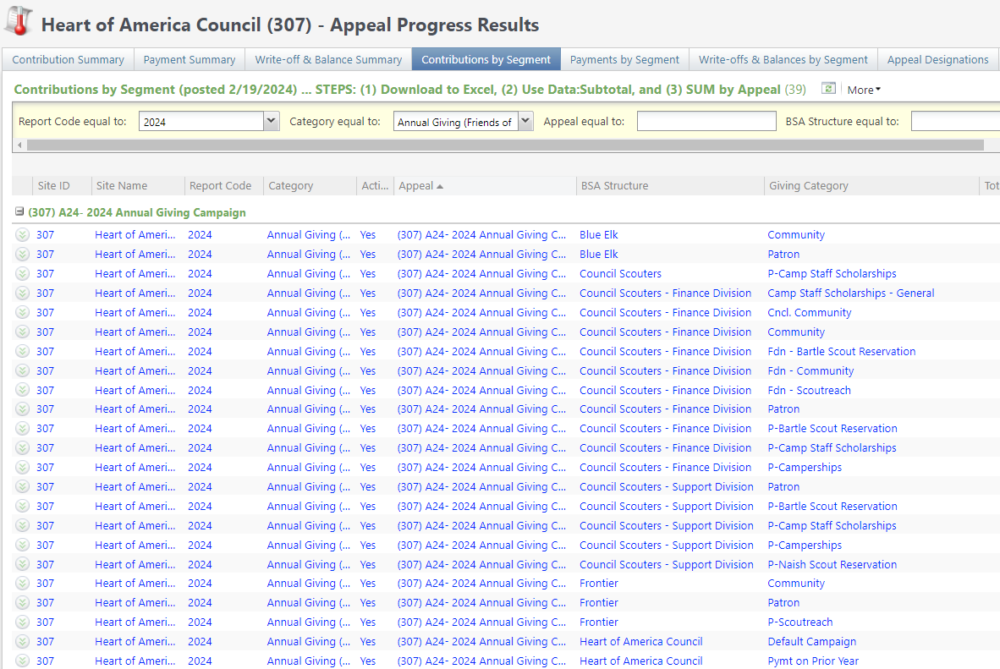 Heart of America Council (307) - Appeal Progress Results
Contribution Summary Payment Summary Write-off & Balance Summary Contributions by Segment Payments by Segment Write-offs & Balances by Segment Appeal Designations
Contributions by Segment (posted 2/19/2024) ... STEPS: (1) Download to Excel, (2) Use Data:Subtotal, and (3) SUM by Appeal (39) More
Report Code equal to: 2024 Category equal to: Annual Giving (Friends of Appeal equal to: BSA Structure equal to:
Site ID Site Name Report Code Category Acti... Appeal BSA Structure Giving Category Tot
(307) A24- 2024 Annual Giving Campaign
307 Heart of Ameri... 2024 Annual Giving (... Yes (307) A24- 2024 Annual Giving C... Blue Elk Community
307 Heart of Ameri... 2024 Annual Giving (... Yes (307) A24- 2024 Annual Giving C... Blue Elk Patron
307 Heart of Ameri... 2024 Annual Giving (... Yes (307) A24- 2024 Annual Giving C... Council Scouters P-Camp Staff Scholarships
307 Heart of Ameri... 2024 Annual Giving (... Yes (307) A24- 2024 Annual Giving C... Council Scouters - Finance Division Camp Staff Scholarships - General
307 Heart of Ameri... 2024 Annual Giving (... Yes (307) A24- 2024 Annual Giving C... Council Scouters - Finance Division Cncl. Community
307 Heart of Ameri... 2024 Annual Giving (... Yes (307) A24- 2024 Annual Giving C... Council Scouters - Finance Division Community
307 Heart of Ameri... 2024 Annual Giving (... Yes (307) A24- 2024 Annual Giving C... Council Scouters - Finance Division Fdn - Bartle Scout Reservation
307 Heart of Ameri... 2024 Annual Giving (... Yes (307) A24- 2024 Annual Giving C... Council Scouters - Finance Division Fdn - Community
307 Heart of Ameri... 2024 Annual Giving (... Yes (307) A24- 2024 Annual Giving C... Council Scouters - Finance Division Fdn - Scoutreach
307 Heart of Ameri... 2024 Annual Giving (... Yes (307) A24- 2024 Annual Giving C... Council Scouters - Finance Division Patron
307 Heart of Ameri... 2024 Annual Giving (... Yes (307) A24- 2024 Annual Giving C... Council Scouters - Finance Division P-Bartle Scout Reservation
307 Heart of Ameri... 2024 Annual Giving (... Yes (307) A24- 2024 Annual Giving C... Council Scouters - Finance Division P-Camp Staff Scholarships
307 Heart of Ameri... 2024 Annual Giving (... Yes (307) A24- 2024 Annual Giving C... Council Scouters - Finance Division P-Camperships
307 Heart of Ameri... 2024 Annual Giving (... Yes (307) A24- 2024 Annual Giving C... Council Scouters - Support Division Patron
307 Heart of Ameri... 2024 Annual Giving (... Yes (307) A24- 2024 Annual Giving C... Council Scouters - Support Division P-Bartle Scout Reservation
307 Heart of Ameri... 2024 Annual Giving (... Yes (307) A24- 2024 Annual Giving C... Council Scouters - Support Division P-Camp Staff Scholarships
307 Heart of Ameri... 2024 Annual Giving (... Yes (307) A24- 2024 Annual Giving C... Council Scouters - Support Division P-Camperships
307 Heart of Ameri... 2024 Annual Giving (... Yes (307) A24- 2024 Annual Giving C... Council Scouters - Support Division P-Naish Scout Reservation
307 Heart of Ameri... 2024 Annual Giving (... Yes (307) A24- 2024 Annual Giving C... Frontier Community
307 Heart of Ameri... 2024 Annual Giving (... Yes (307) A24- 2024 Annual Giving C... Frontier Patron
307 Heart of Ameri... 2024 Annual Giving (... Yes (307) A24- 2024 Annual Giving C... Frontier P-Scoutreach
307 Heart of Ameri... 2024 Annual Giving (... Yes (307) A24- 2024 Annual Giving C... Heart of America Council Default Campaign
307 Heart of Ameri... 2024 Annual Giving (... Yes (307) A24- 2024 Annual Giving C... Heart of America Council Pymt on Prior Year